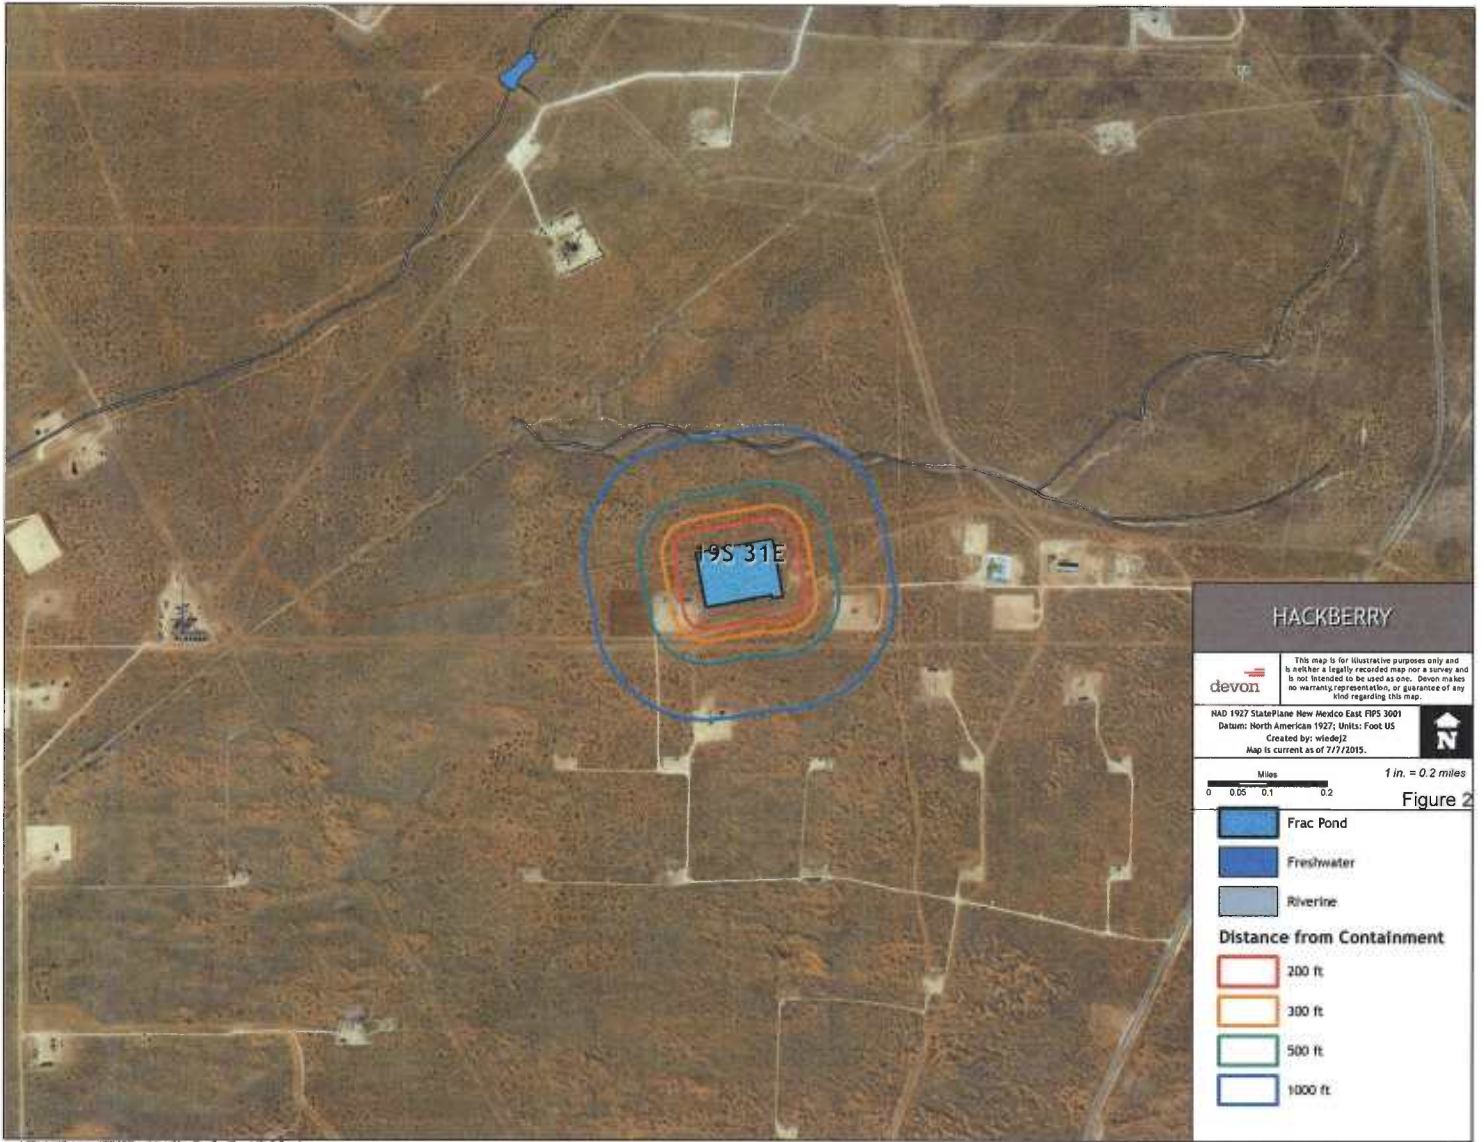 19S 31E
HACKBERRY
devon
This map is for illustrative purposes only and
is neither a legally recorded map nor a survey and
is not intended to be used as one. Devon makes
no warranty, representation, or guarantee of any
kind regarding this map.
NAD 1927 StatePlane New Mexico East FIPS 3001
Datum: North American 1927; Units: Foot US
Created by: wiedej2
Map is current as of 7/7/2015.
N
Miles
1 in. = 0.2 miles
0 0.05 0.1 0.2
Figure 2
Frac Pond
Freshwater
Riverine
Distance from Containment
200 ft
300 ft
500 ft
1000 ft